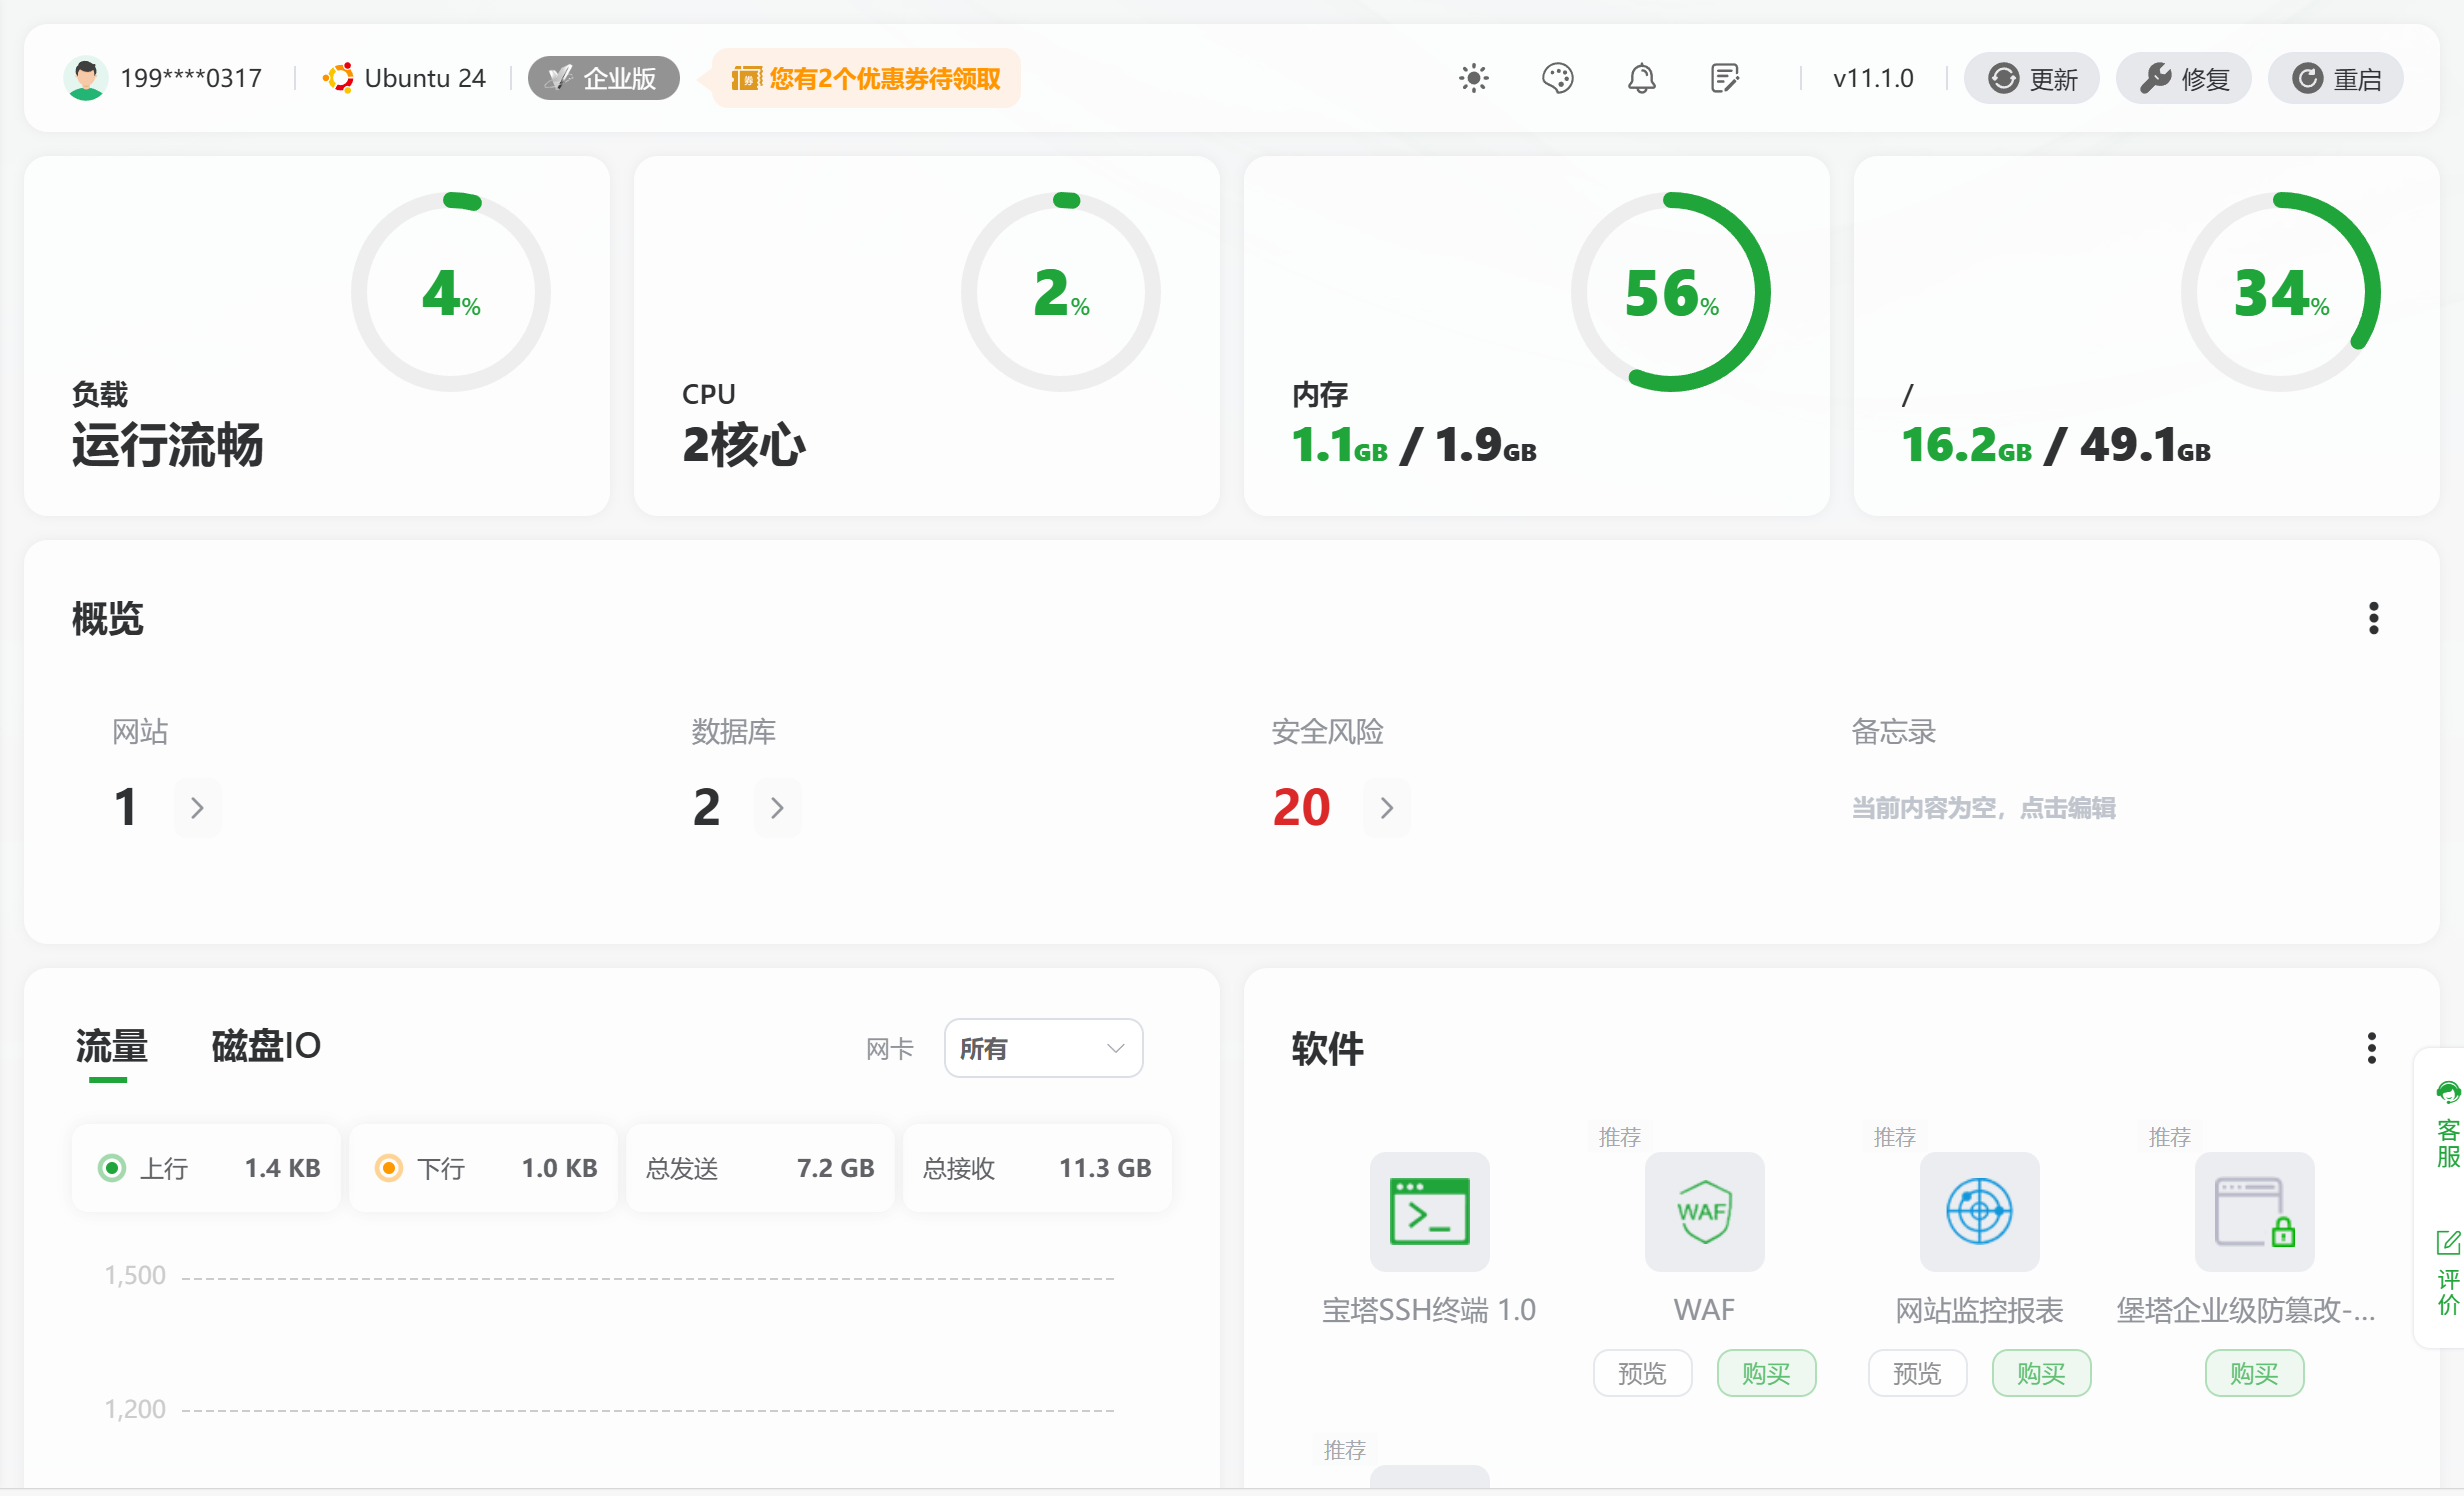 199****0317
Ubuntu 24
企业版
券
您有2个优惠券待领取
v11.1.0
更新
修复
重启
4%
负载
运行流畅
2%
CPU
2核心
56%
内存
1.1GB / 1.9GB
34%
/
16.2GB / 49.1GB
概览
网站
1
数据库
2
安全风险
20
备忘录
当前内容为空，点击编辑
流量
磁盘IO
网卡
所有
上行 1.4 KB
下行 1.0 KB
总发送 7.2 GB
总接收 11.3 GB
1,500
1,200
软件
宝塔SSH终端 1.0
推荐
WAF
WAF
预览
购买
推荐
网站监控报表
预览
购买
推荐
堡塔企业级防篡改-...
购买
推荐
客服
评价